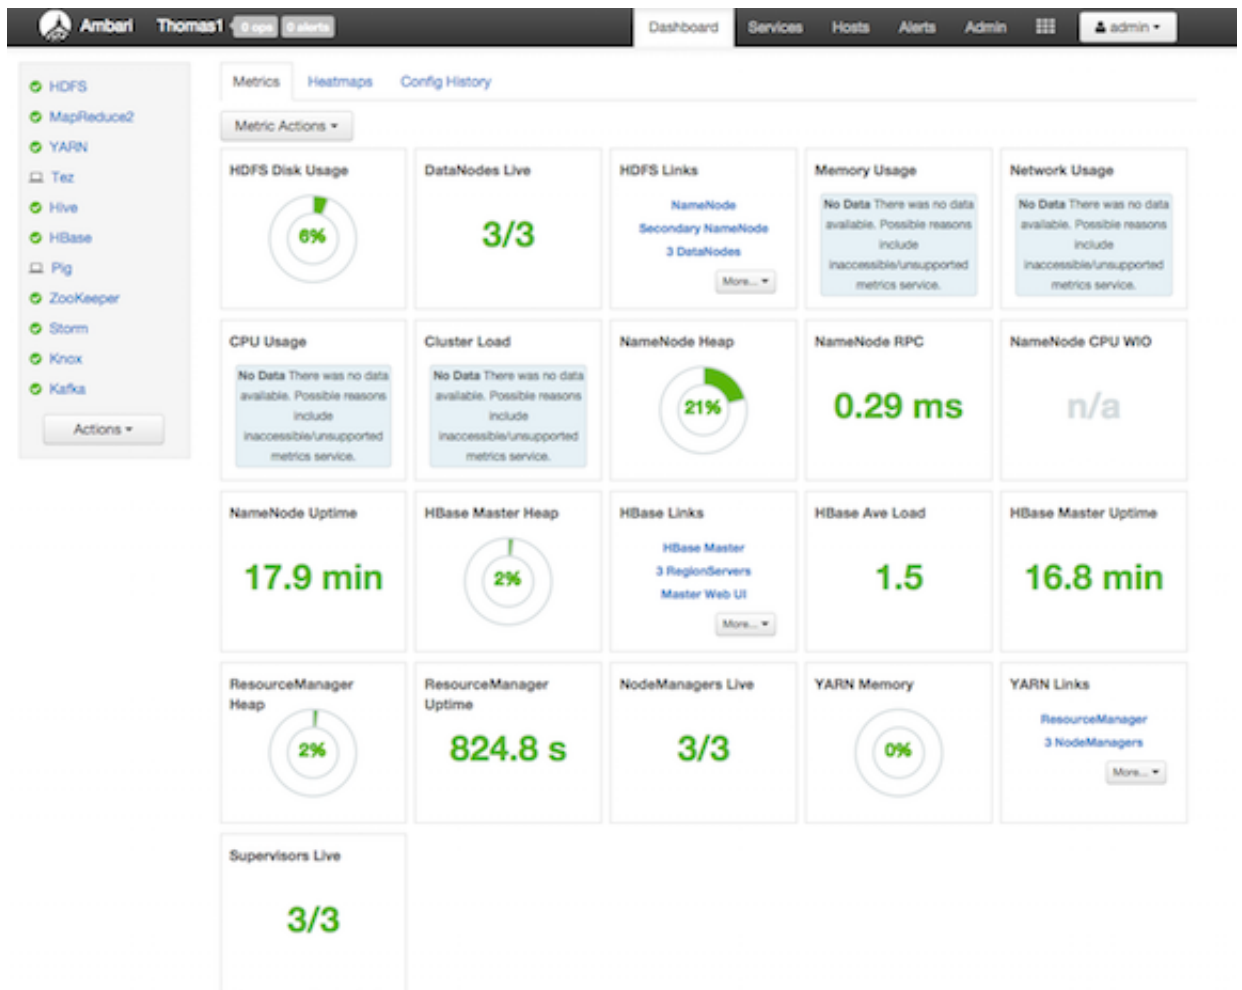 Ambari Thomas1 0 ops 0 alerts Dashboard Services Hosts Alerts Admin admin
HDFS
MapReduce2
YARN
Tez
Hive
HBase
Pig
ZooKeeper
Storm
Knox
Kafka
Actions
Metrics Heatmaps Config History
Metric Actions
HDFS Disk Usage
6%
DataNodes Live
3/3
HDFS Links
NameNode
Secondary NameNode
3 DataNodes
More...
Memory Usage
No Data There was no data
available. Possible reasons
include
inaccessible/unsupported
metrics service.
Network Usage
No Data There was no data
available. Possible reasons
include
inaccessible/unsupported
metrics service.
CPU Usage
No Data There was no data
available. Possible reasons
include
inaccessible/unsupported
metrics service.
Cluster Load
No Data There was no data
available. Possible reasons
include
inaccessible/unsupported
metrics service.
NameNode Heap
21%
NameNode RPC
0.29 ms
NameNode CPU WIO
n/a
NameNode Uptime
17.9 min
HBase Master Heap
2%
HBase Links
HBase Master
3 RegionServers
Master Web UI
More...
HBase Ave Load
1.5
HBase Master Uptime
16.8 min
ResourceManager
Heap
2%
ResourceManager
Uptime
824.8 s
NodeManagers Live
3/3
YARN Memory
0%
YARN Links
ResourceManager
3 NodeManagers
More...
Supervisors Live
3/3